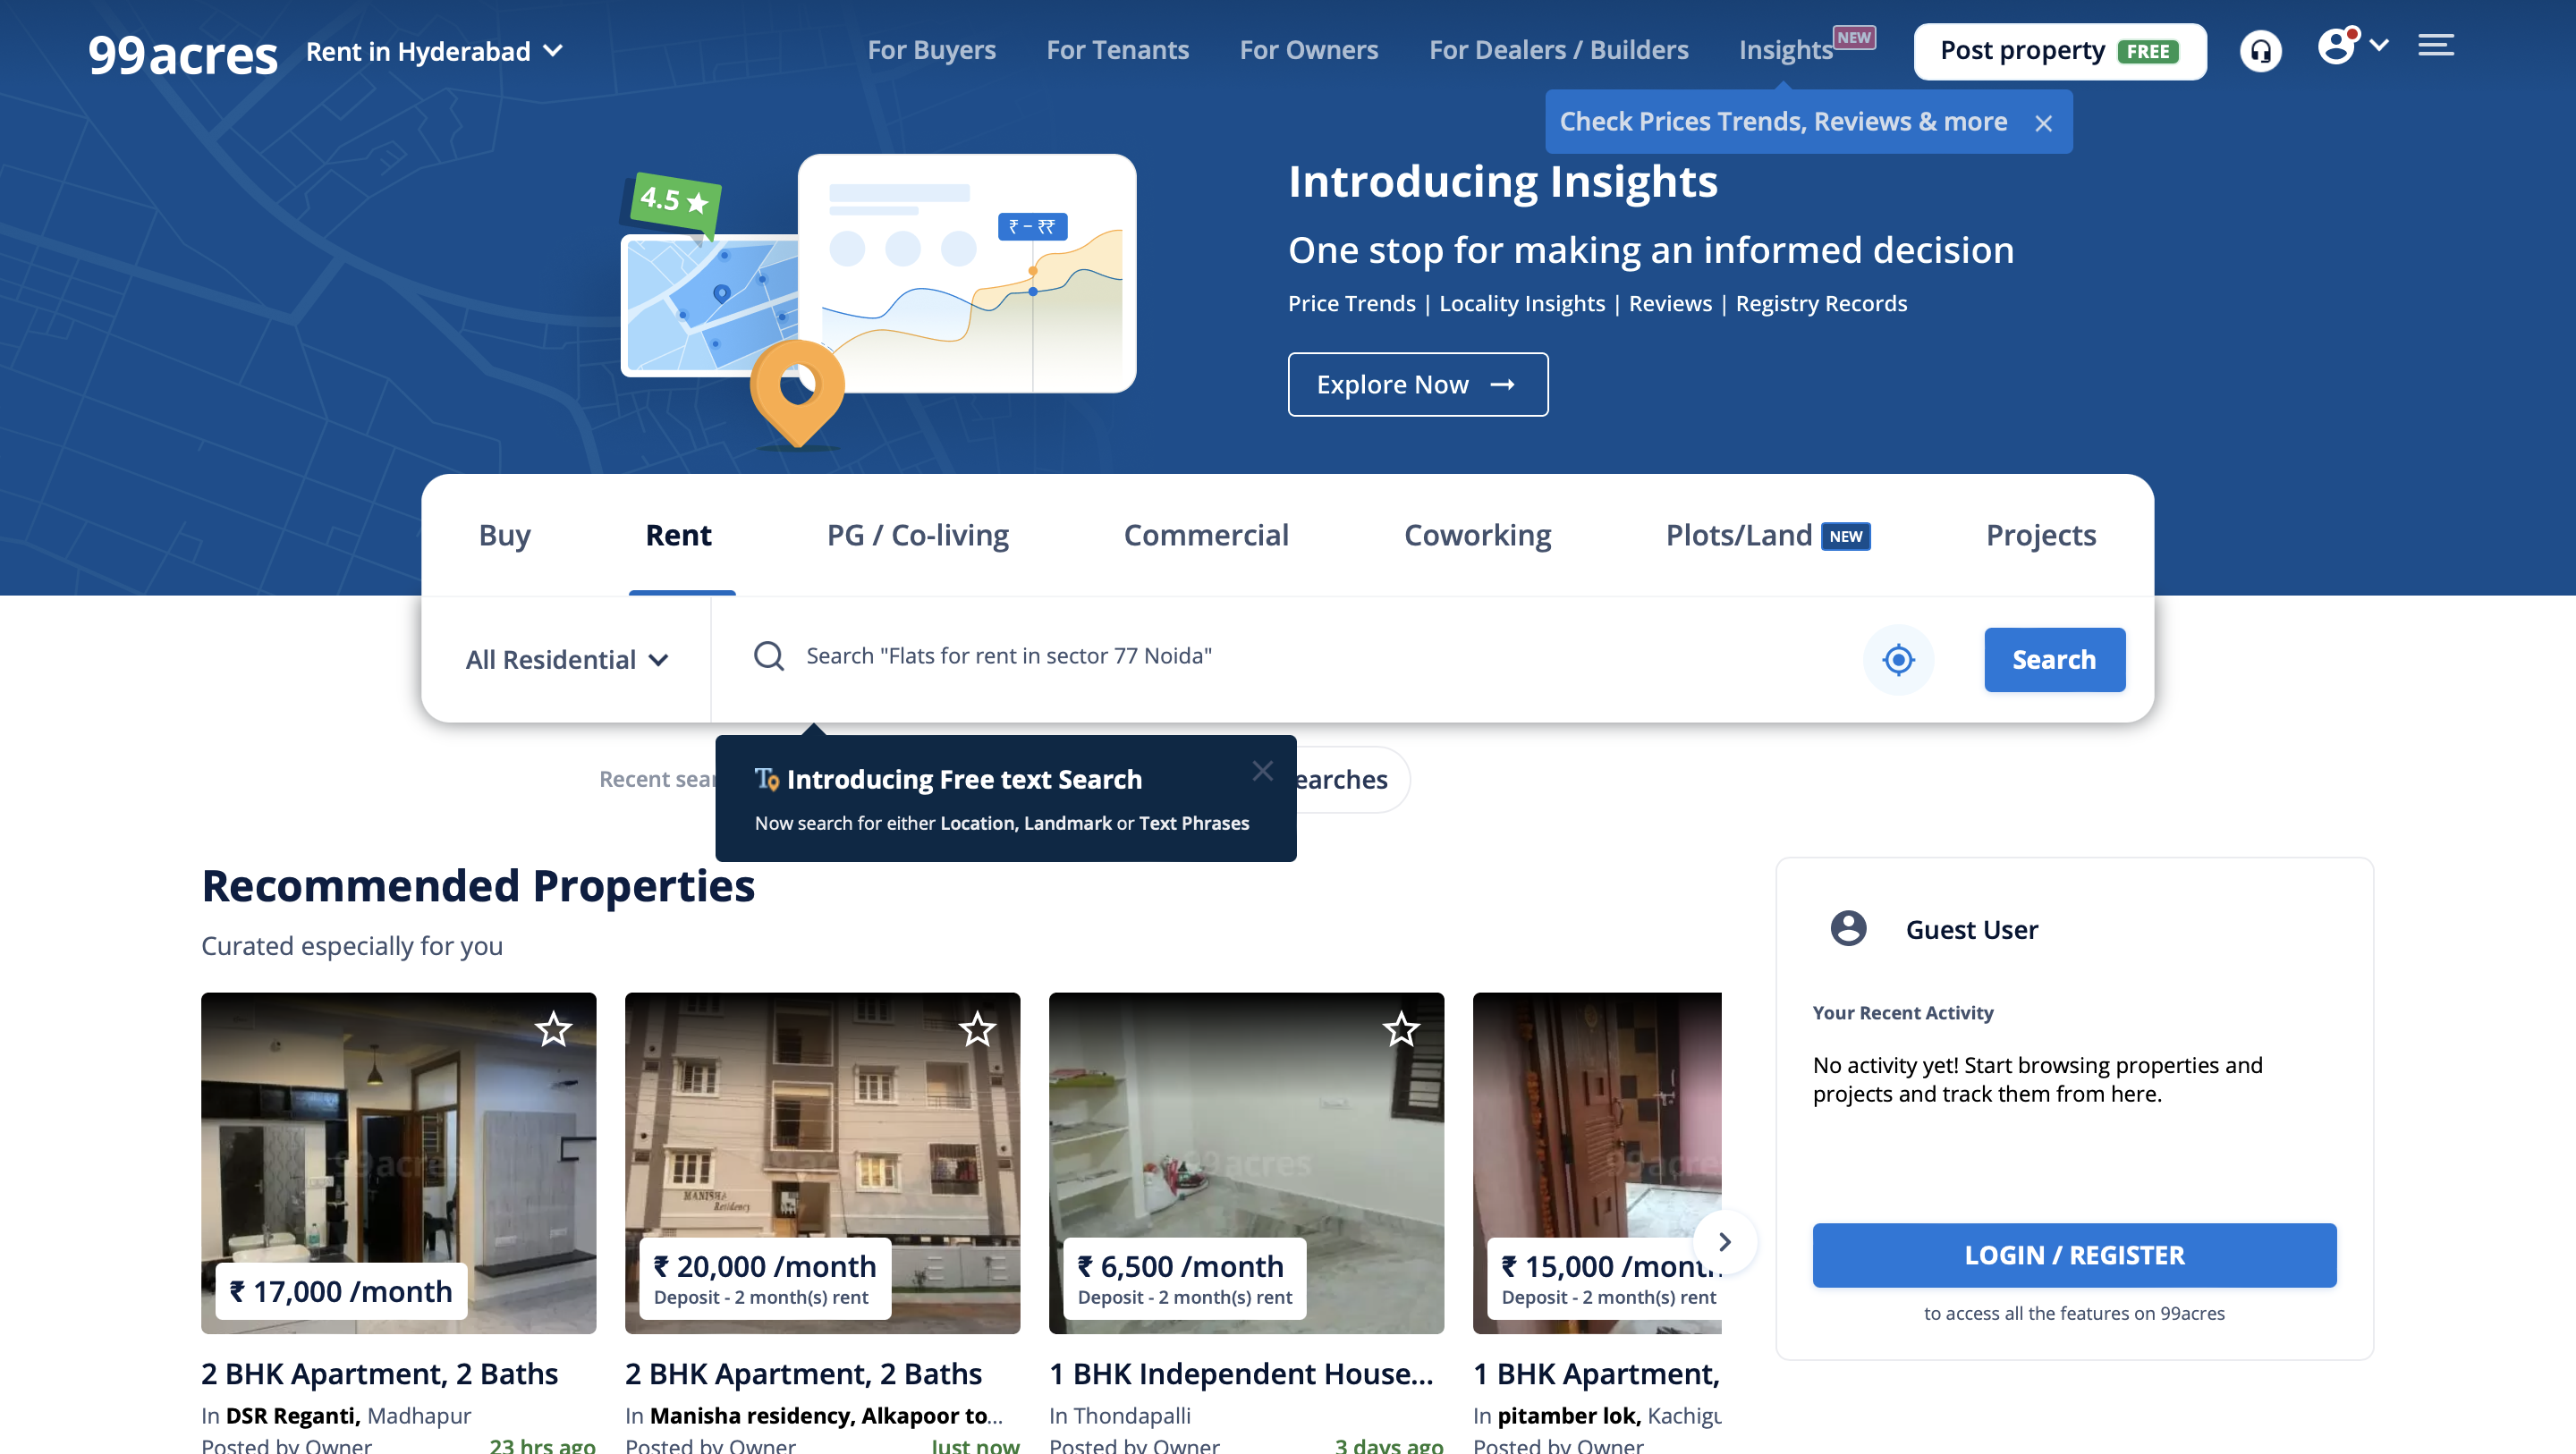 99acres
Rent in Hyderabad
For Buyers
For Tenants
For Owners
For Dealers / Builders
Insights
NEW
Post property FREE
Check Prices Trends, Reviews & more
4.5
₹ – ₹₹
Introducing Insights
One stop for making an informed decision
Price Trends | Locality Insights | Reviews | Registry Records
Explore Now
Buy
Rent
PG / Co-living
Commercial
Coworking
Plots/Land NEW
Projects
All Residential
Search "Flats for rent in sector 77 Noida"
Search
Recent sear
earches
Introducing Free text Search
Now search for either Location, Landmark or Text Phrases
Recommended Properties
Curated especially for you
99acres
₹ 17,000 /month
2 BHK Apartment, 2 Baths
In DSR Reganti, Madhapur
Posted by Owner
23 hrs ago
MANISHA
Residency
₹ 20,000 /month
Deposit - 2 month(s) rent
2 BHK Apartment, 2 Baths
In Manisha residency, Alkapoor to...
Posted by Owner
Just now
99acres
₹ 6,500 /month
Deposit - 2 month(s) rent
1 BHK Independent House...
In Thondapalli
Posted by Owner
3 days ago
99acres
₹ 15,000 /month
Deposit - 2 month(s) rent
1 BHK Apartment,
In pitamber lok, Kachigu
Posted by Owner
Guest User
Your Recent Activity
No activity yet! Start browsing properties and
projects and track them from here.
LOGIN / REGISTER
to access all the features on 99acres